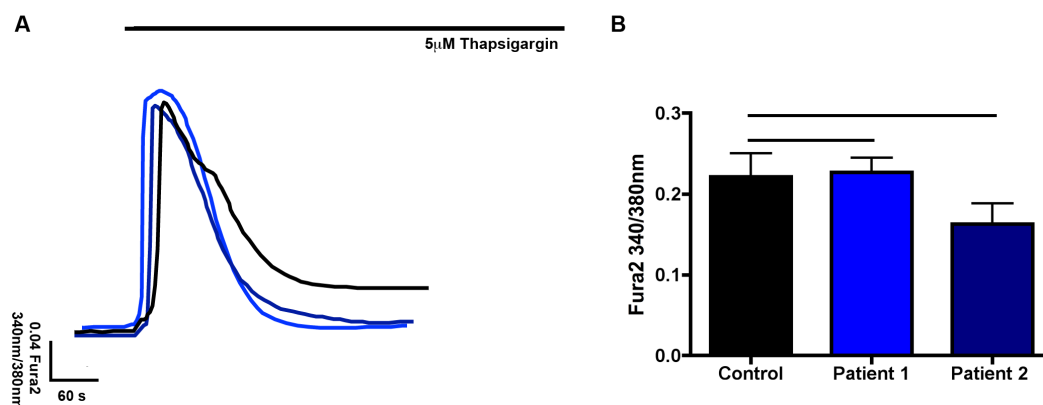 A
5μM Thapsigargin
0.04 Fura2
340nm/380nm
60 s
B
Fura2 340/380nm
0.3
0.2
0.1
0.0
Control Patient 1 Patient 2